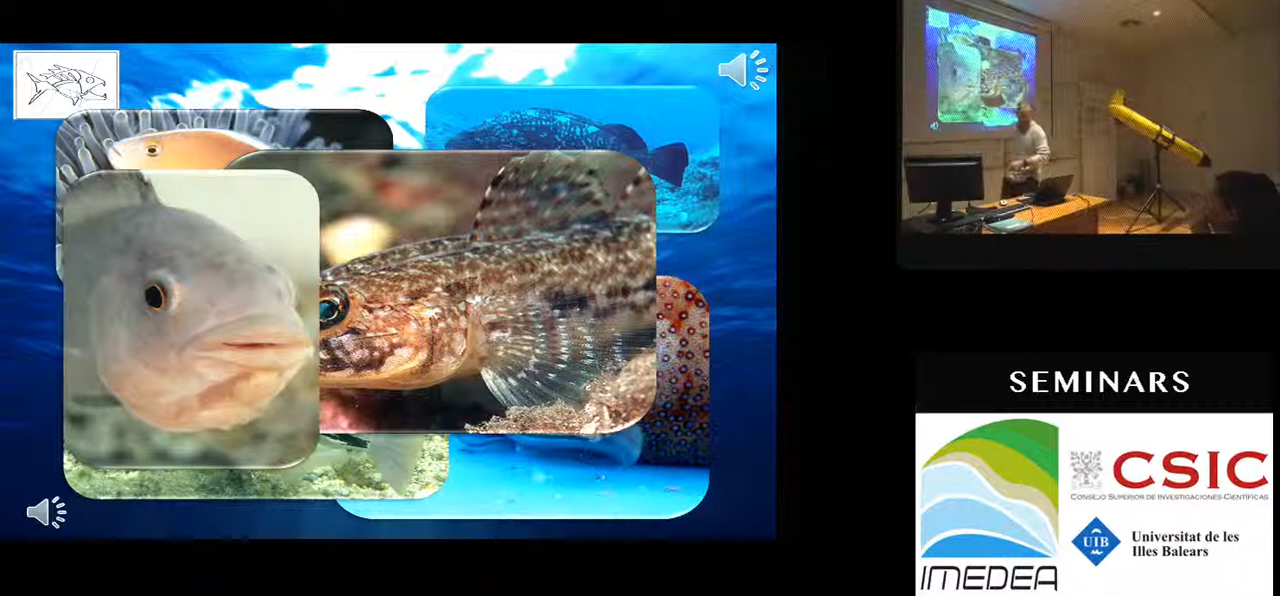 SEMINARS
CSIC
CONSEJO SUPERIOR DE INVESTIGACIONES CIENTÍFICAS
UIB
Universitat de les
Illes Balears
IMEDEA